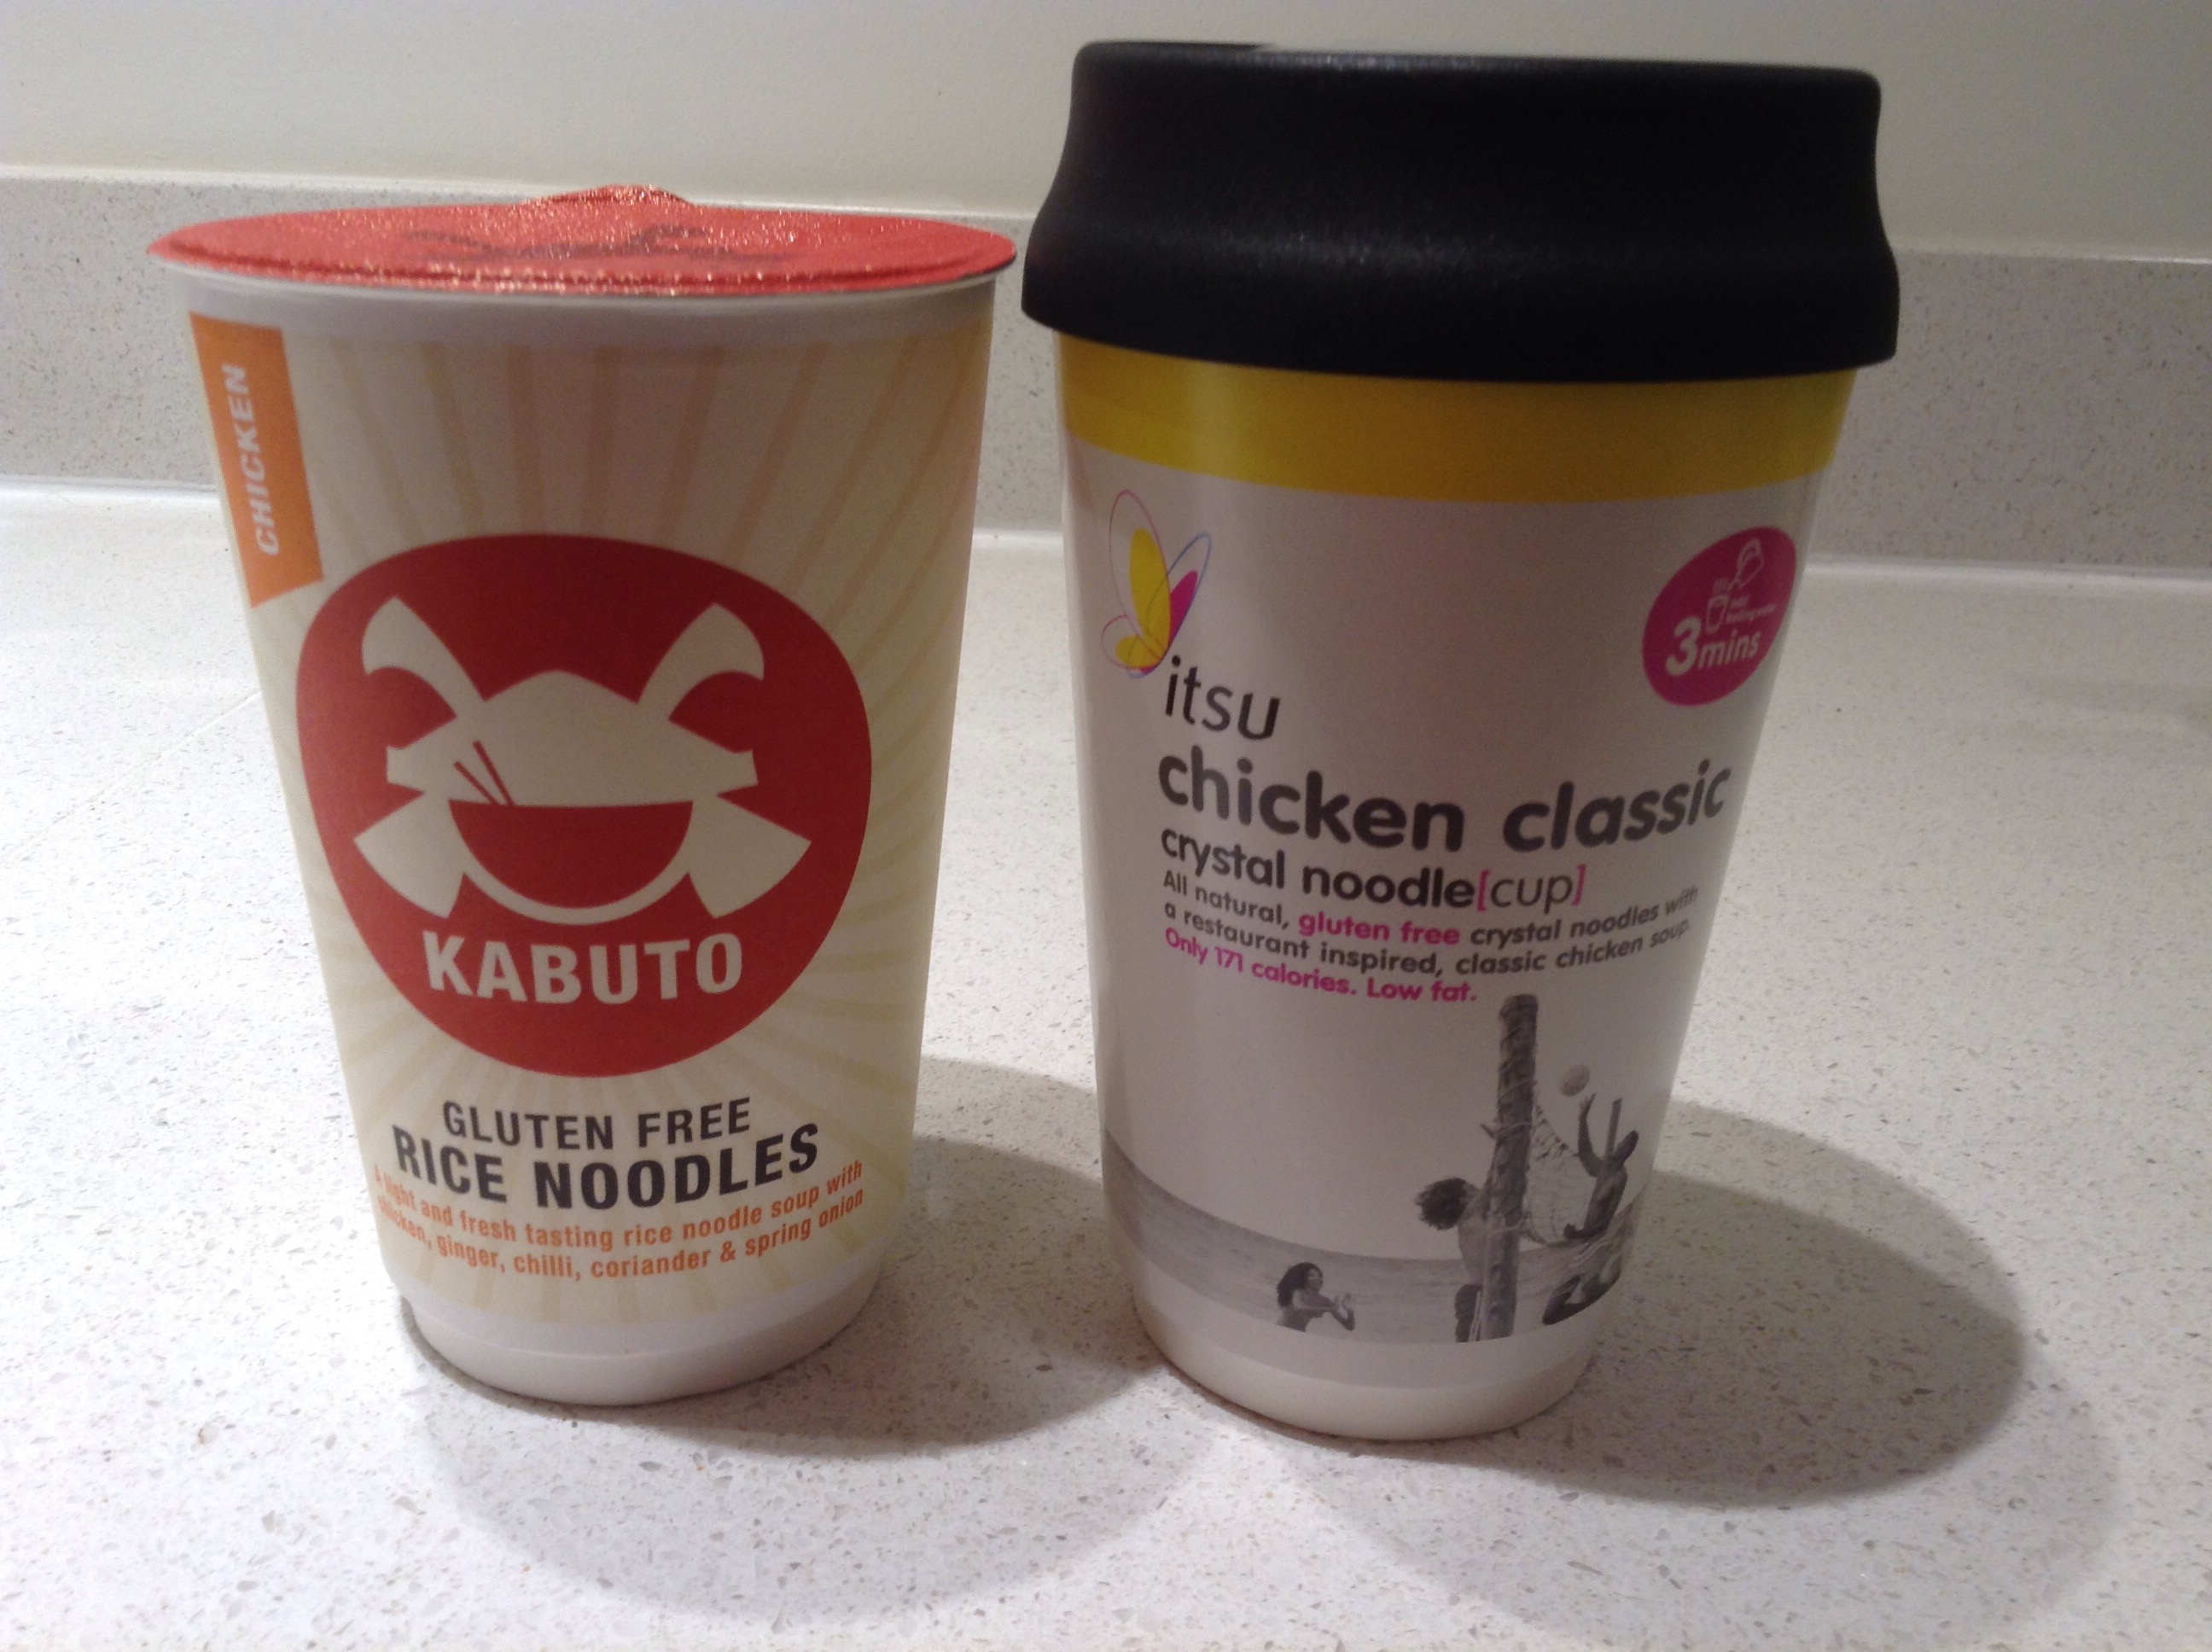 CHICKEN
KABUTO
GLUTEN FREE
RICE NOODLES
A light and fresh tasting rice noodle soup with
chicken, ginger, chilli, coriander & spring onion
3mins
itsu
chicken classic
crystal noodle[cup]
All natural, gluten free crystal noodles with
a restaurant inspired, classic chicken soup.
Only 171 calories. Low fat.